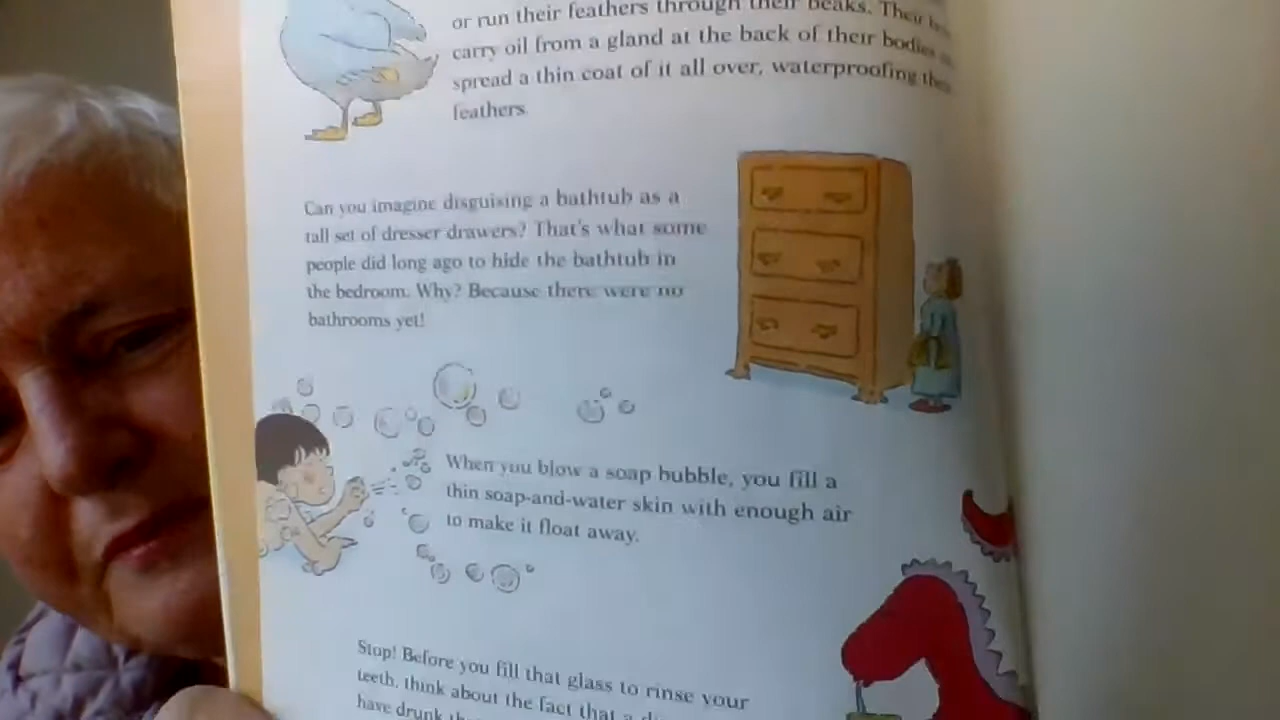 or run their feathers through their beaks. Their
carry oil from a gland at the back of their bodies
spread a thin coat of it all over, waterproofing
feathers.
Can you imagine disguising a bathtub as a
tall set of dresser drawers? That's what some
people did long ago to hide the bathtub in
the bedroom. Why? Because there were no
bathrooms yet!
When you blow a soap bubble, you fill a
thin soap-and-water skin with enough air
to make it float away.
Stop! Before you fill that glass to rinse your
teeth, think about the fact that a
have drunk